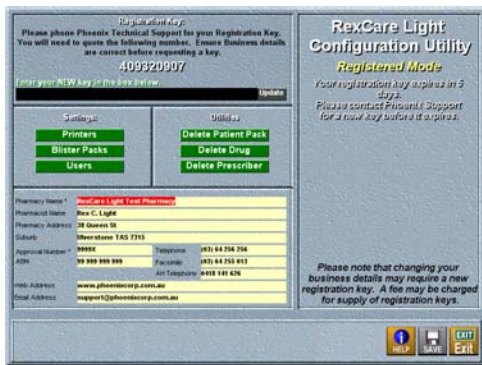 Registration Key:
Please phone Phoenix Technical Support for your Registration Key.
You will need to quote the following number. Ensure Business details
are correct before requesting a key.
409320907
Enter your NEW key in the box below.
Update
Settings:
Printers
Blister Packs
Users
Utilities
Delete Patient Pack
Delete Drug
Delete Prescriber
Pharmacy Name * RexCare Light Test Pharmacy
Pharmacist Name Rex C. Light
Pharmacy Address 38 Queen St
Suburb Ulverstone TAS 7315
Approval Number * 9999X Telephone (03) 64 256 256
ABN 99 999 999 999 Facsimile (03) 64 255 013
AH Telephone 0418 141 626
Web Address www.phoenixcorp.com.au
Email Address support@phoenixcorp.com.au
RexCare Light
Configuration Utility
Registered Mode
Your registration key expires in 5
days.
Please contact Phoenix Support
for a new key before it expires.
Please note that changing your
business details may require a new
registration key. A fee may be charged
for supply of registration keys.
HELP
SAVE
EXIT
Exit